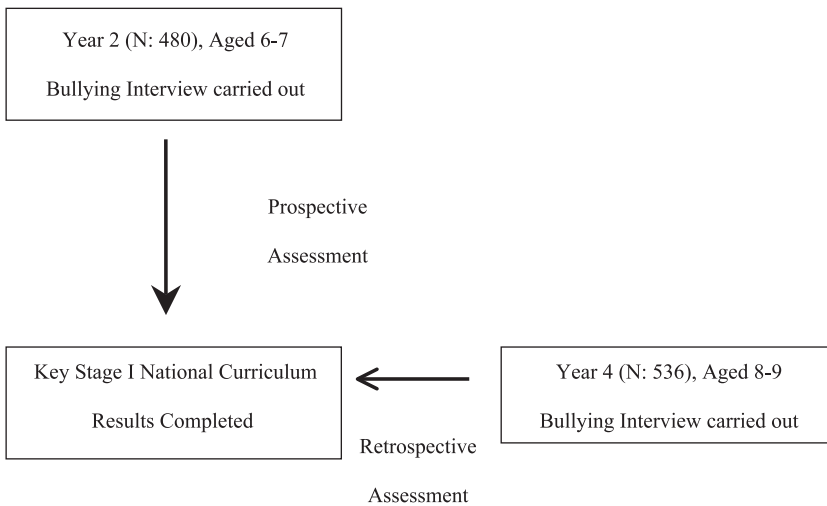 Year 2 (N: 480), Aged 6-7
Bullying Interview carried out
Prospective
Assessment
Key Stage I National Curriculum
Results Completed
Year 4 (N: 536), Aged 8-9
Bullying Interview carried out
Retrospective
Assessment